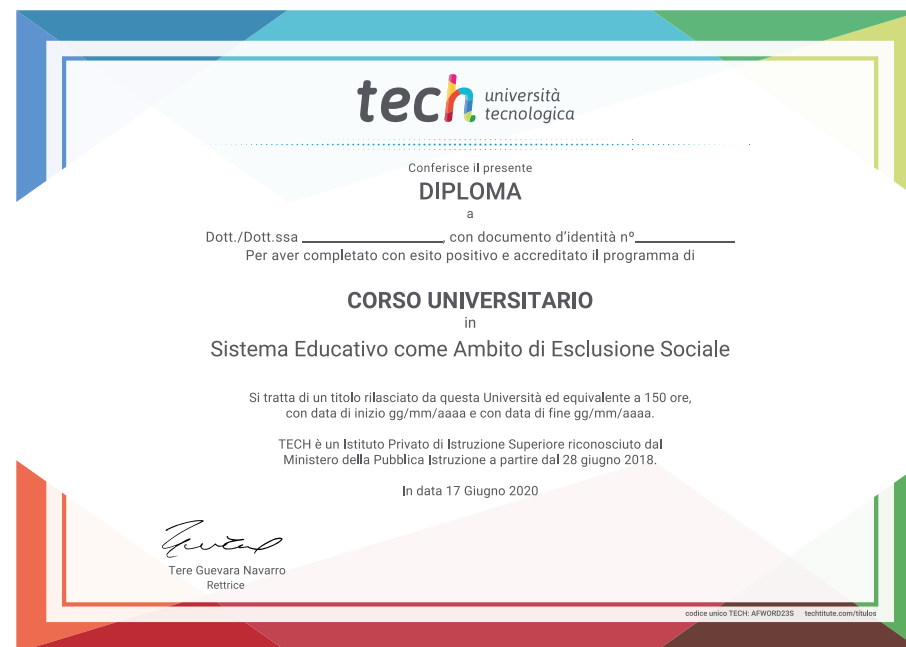 tech università
tecnologica
Conferisce il presente
DIPLOMA
a
Dott./Dott.ssa ____________________, con documento d'identità nº______________
Per aver completato con esito positivo e accreditato il programma di
CORSO UNIVERSITARIO
in
Sistema Educativo come Ambito di Esclusione Sociale
Si tratta di un titolo rilasciato da questa Università ed equivalente a 150 ore,
con data di inizio gg/mm/aaaa e con data di fine gg/mm/aaaa.
TECH è un Istituto Privato di Istruzione Superiore riconosciuto dal
Ministero della Pubblica Istruzione a partire dal 28 giugno 2018.
In data 17 Giugno 2020
Tere Guevara Navarro
Rettrice
codice unico TECH: AFWORD23S techtitute.com/titulos